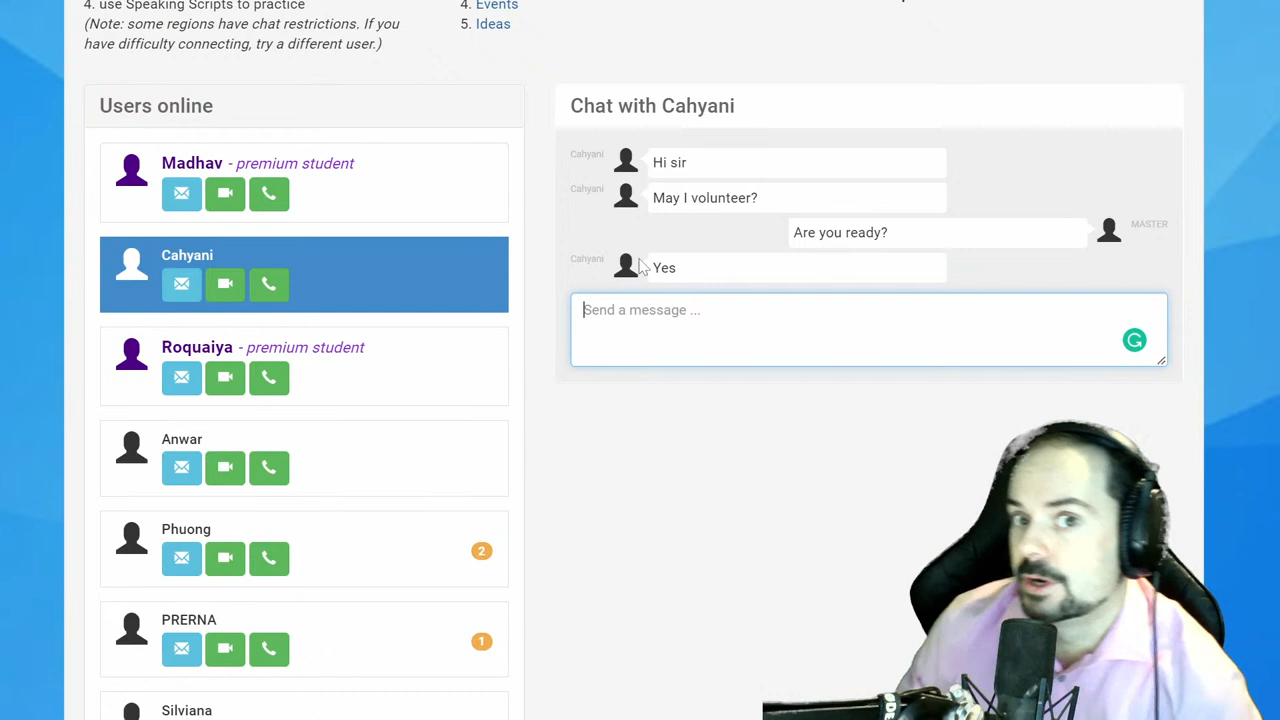 4. use Speaking Scripts to practice
(Note: some regions have chat restrictions. If you
have difficulty connecting, try a different user.)
4. Events
5. Ideas
Users online
Madhav - premium student
Cahyani
Roquaiya - premium student
Anwar
Phuong
2
PRERNA
1
Silviana
Chat with Cahyani
Cahyani
Hi sir
Cahyani
May I volunteer?
Are you ready?
MASTER
Cahyani
Yes
Send a message ...